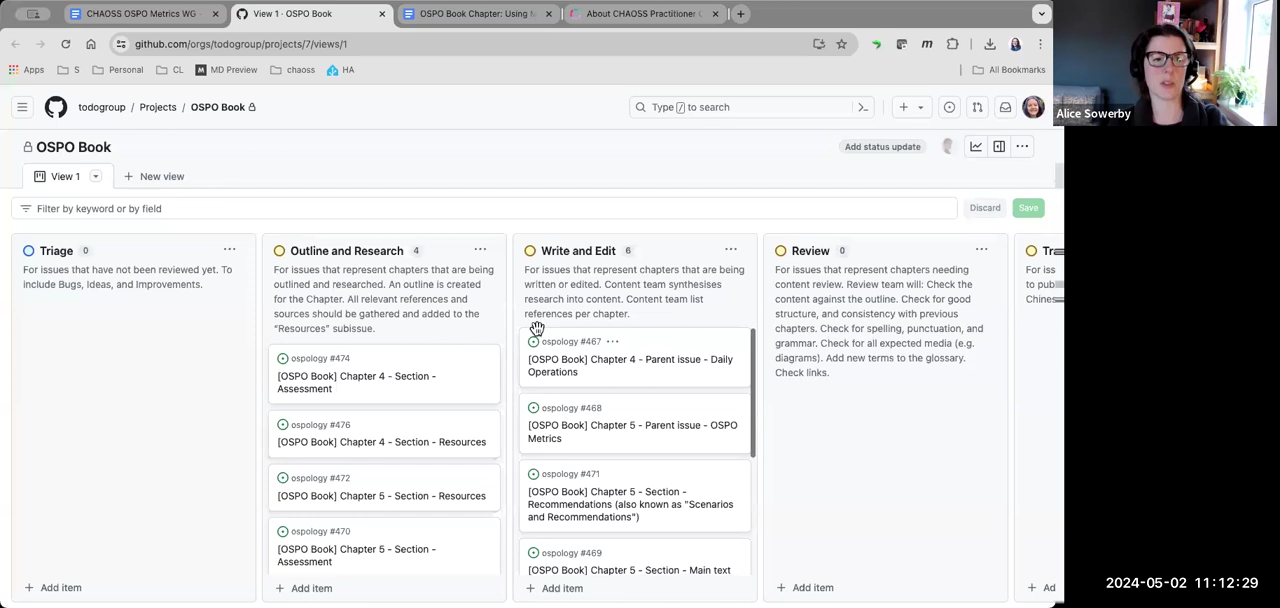 CHAOSS OSPO Metrics WG -
View 1 · OSPO Book
OSPO Book Chapter: Using M
About CHAOSS Practitioner G
github.com/orgs/todogroup/projects/7/views/1
Apps
S
Personal
CL
MD Preview
chaoss
HA
All Bookmarks
todogroup / Projects / OSPO Book
Type / to search
Alice Sowerby
OSPO Book
Add status update
View 1
New view
Filter by keyword or by field
Discard
Save
Triage 0
For issues that have not been reviewed yet. To
include Bugs, Ideas, and Improvements.
Add item
Outline and Research 4
For issues that represent chapters that are being
outlined and researched. An outline is created
for the Chapter. All relevant references and
sources should be gathered and added to the
“Resources” subissue.
ospology #474
[OSPO Book] Chapter 4 - Section -
Assessment
ospology #476
[OSPO Book] Chapter 4 - Section - Resources
ospology #472
[OSPO Book] Chapter 5 - Section - Resources
ospology #470
[OSPO Book] Chapter 5 - Section -
Assessment
Add item
Write and Edit 6
For issues that represent chapters that are being
written or edited. Content team synthesises
research into content. Content team list
references per chapter.
ospology #467
[OSPO Book] Chapter 4 - Parent issue - Daily
Operations
ospology #468
[OSPO Book] Chapter 5 - Parent issue - OSPO
Metrics
ospology #471
[OSPO Book] Chapter 5 - Section -
Recommendations (also known as "Scenarios
and Recommendations")
ospology #469
[OSPO Book] Chapter 5 - Section - Main text
Add item
Review 0
For issues that represent chapters needing
content review. Review team will: Check the
content against the outline. Check for good
structure, and consistency with previous
chapters. Check for spelling, punctuation, and
grammar. Check for all expected media (e.g.
diagrams). Add new terms to the glossary.
Check links.
Add item
Tra
For iss
to publ
Chines
Ad
2024-05-02 11:12:29